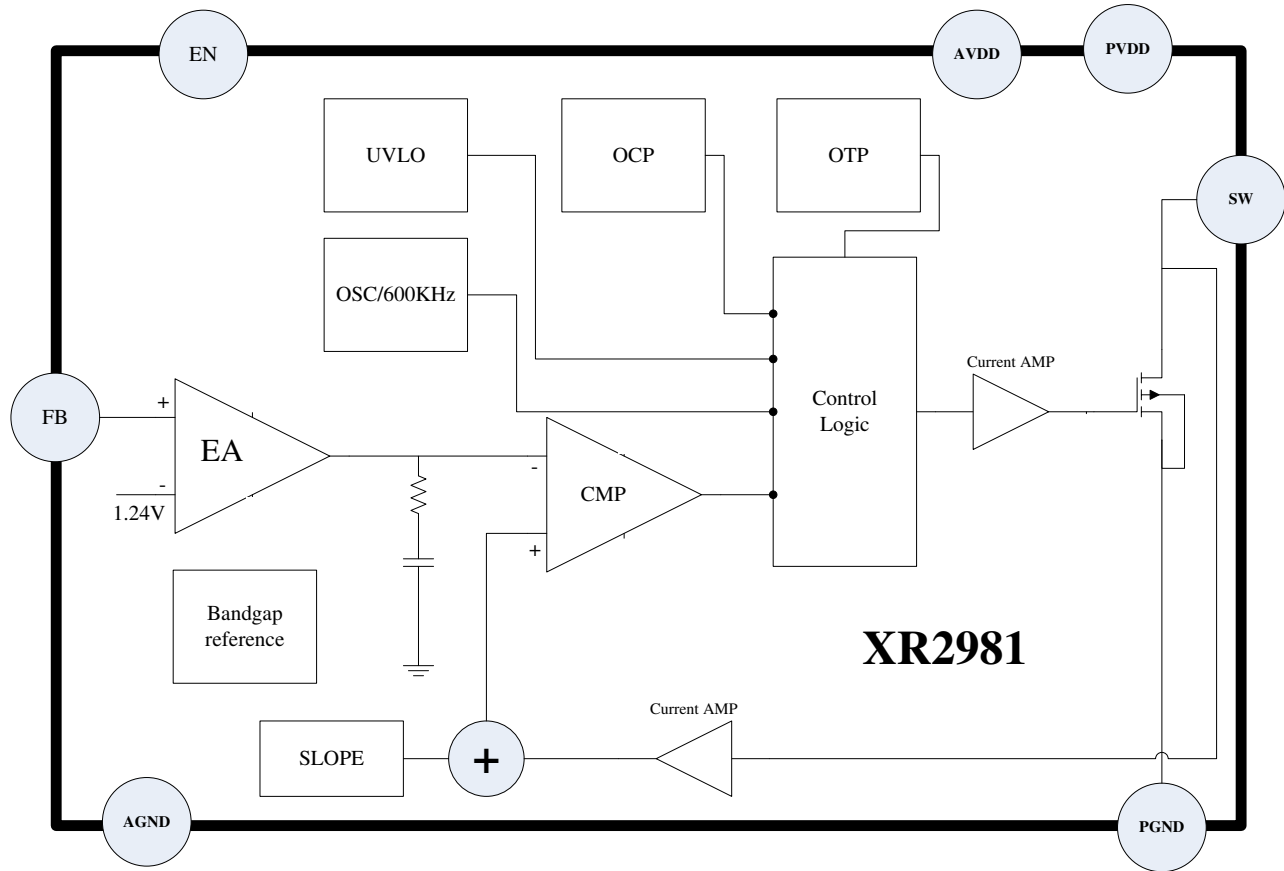 EN
AVDD
PVDD
UVLO
OCP
OTP
SW
OSC/600KHz
Current AMP
FB
+
EA
-
1.24V
-
CMP
+
Control
Logic
Bandgap
reference
XR2981
Current AMP
SLOPE
+
AGND
PGND